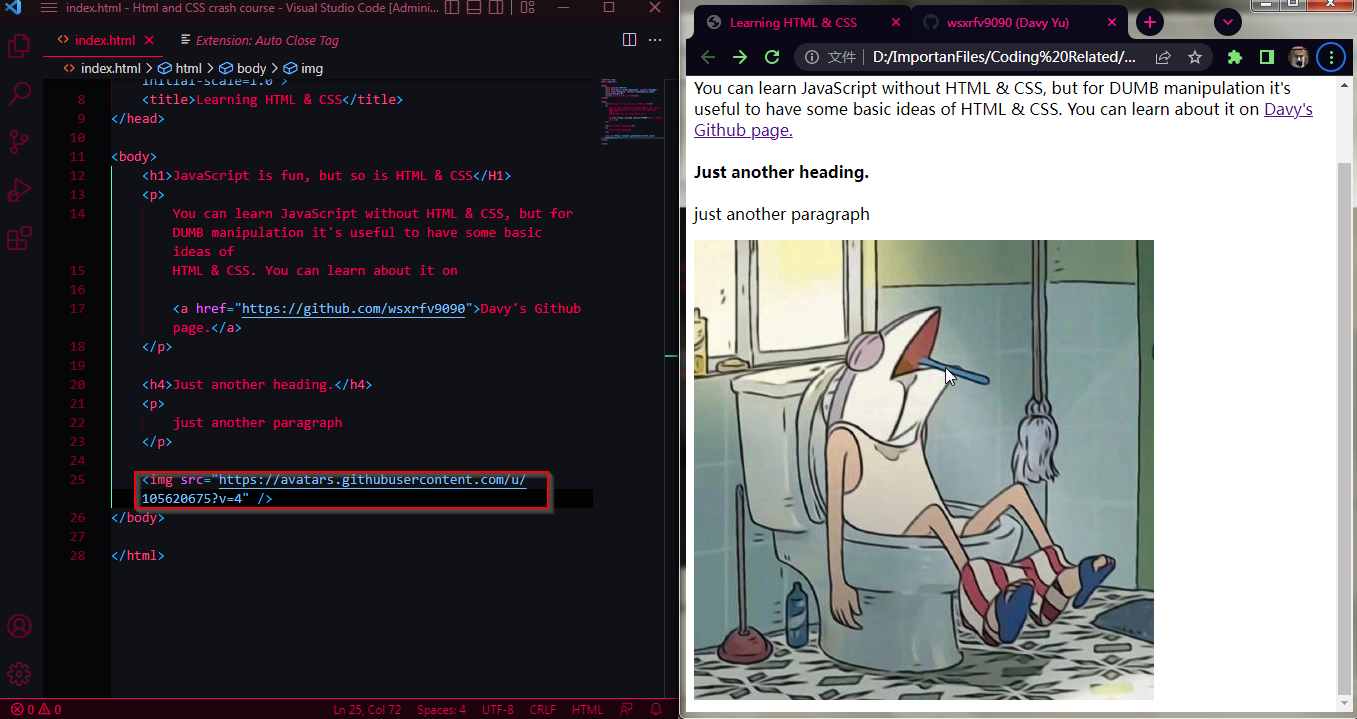 index.html - Html and CSS crash course - Visual Studio Code [Admini...
index.html
Extension: Auto Close Tag
index.html > html > body > img
initial-scale=1.0">
8 <title>Learning HTML & CSS</title>
9 </head>
10
11 <body>
12 <h1>JavaScript is fun, but so is HTML & CSS</H1>
13 <p>
14 You can learn JavaScript without HTML & CSS, but for
DUMB manipulation it's useful to have some basic
ideas of
15 HTML & CSS. You can learn about it on
16
17 <a href="https://github.com/wsxrfv9090">Davy's Github
page.</a>
18 </p>
19
20 <h4>Just another heading.</h4>
21 <p>
22 just another paragraph
23 </p>
24
25 <img src="https://avatars.githubusercontent.com/u/
105620675?v=4" />
26 </body>
27
28 </html>
0 0
Ln 25, Col 72
Spaces: 4
UTF-8
CRLF
HTML
Learning HTML & CSS
wsxrfv9090 (Davy Yu)
文件 | D:/ImportanFiles/Coding%20Related/...
You can learn JavaScript without HTML & CSS, but for DUMB manipulation it's
useful to have some basic ideas of HTML & CSS. You can learn about it on Davy's
Github page.
Just another heading.
just another paragraph